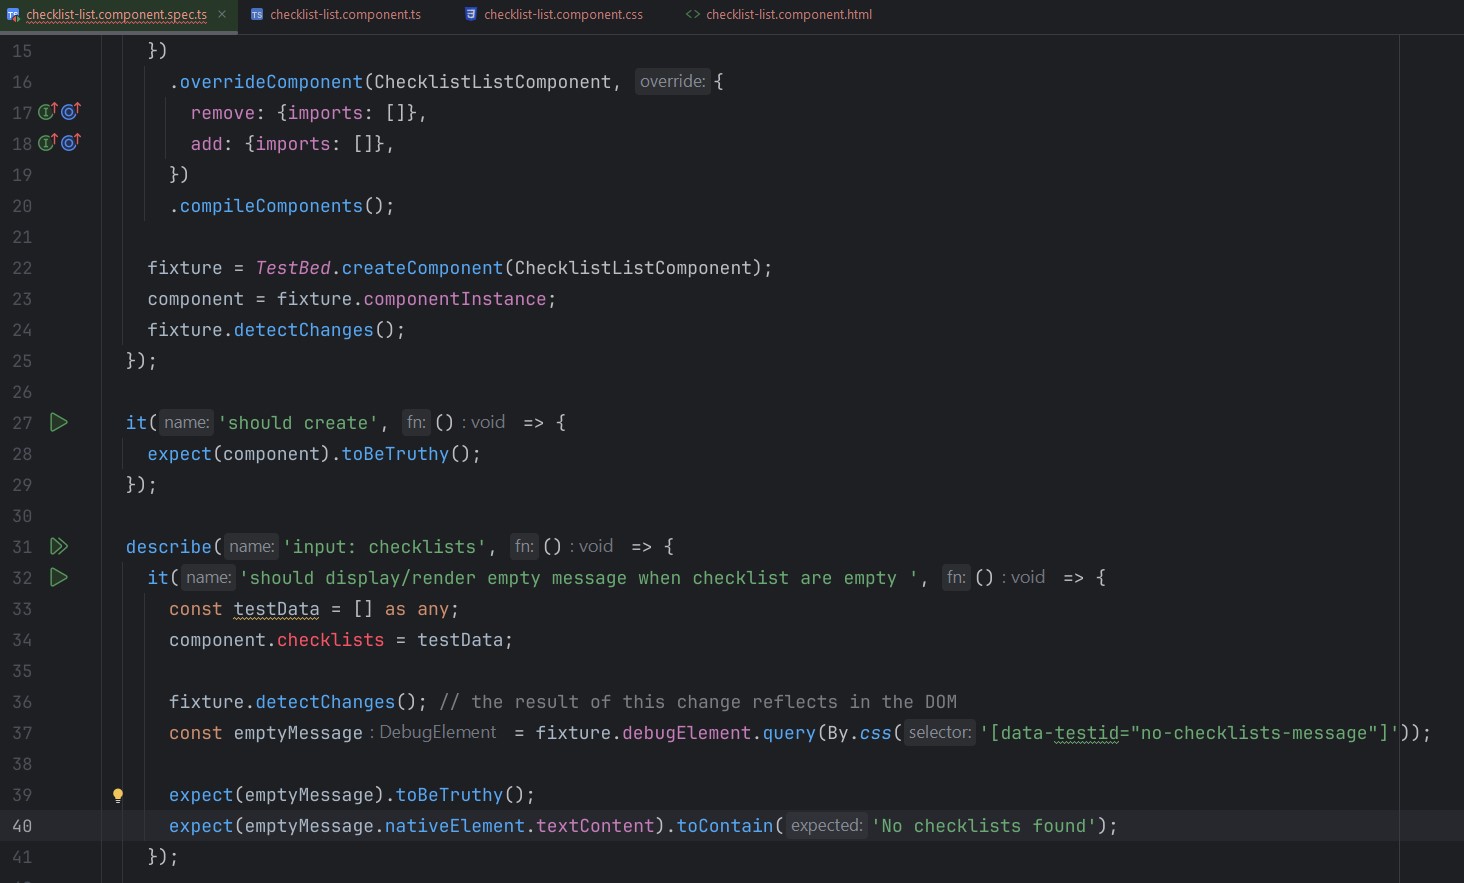 checklist-list.component.spec.ts × checklist-list.component.ts checklist-list.component.css <> checklist-list.component.html
15 })
16 .overrideComponent(ChecklistListComponent, override: {
17 remove: {imports: []},
18 add: {imports: []},
19 })
20 .compileComponents();
21
22 fixture = TestBed.createComponent(ChecklistListComponent);
23 component = fixture.componentInstance;
24 fixture.detectChanges();
25 });
26
27 it( name: 'should create', fn: () : void => {
28 expect(component).toBeTruthy();
29 });
30
31 describe( name: 'input: checklists', fn: () : void => {
32 it( name: 'should display/render empty message when checklist are empty ', fn: () : void => {
33 const testData = [] as any;
34 component.checklists = testData;
35
36 fixture.detectChanges(); // the result of this change reflects in the DOM
37 const emptyMessage : DebugElement = fixture.debugElement.query(By.css( selector: '[data-testid="no-checklists-message"]'));
38
39 expect(emptyMessage).toBeTruthy();
40 expect(emptyMessage.nativeElement.textContent).toContain( expected: 'No checklists found');
41 });